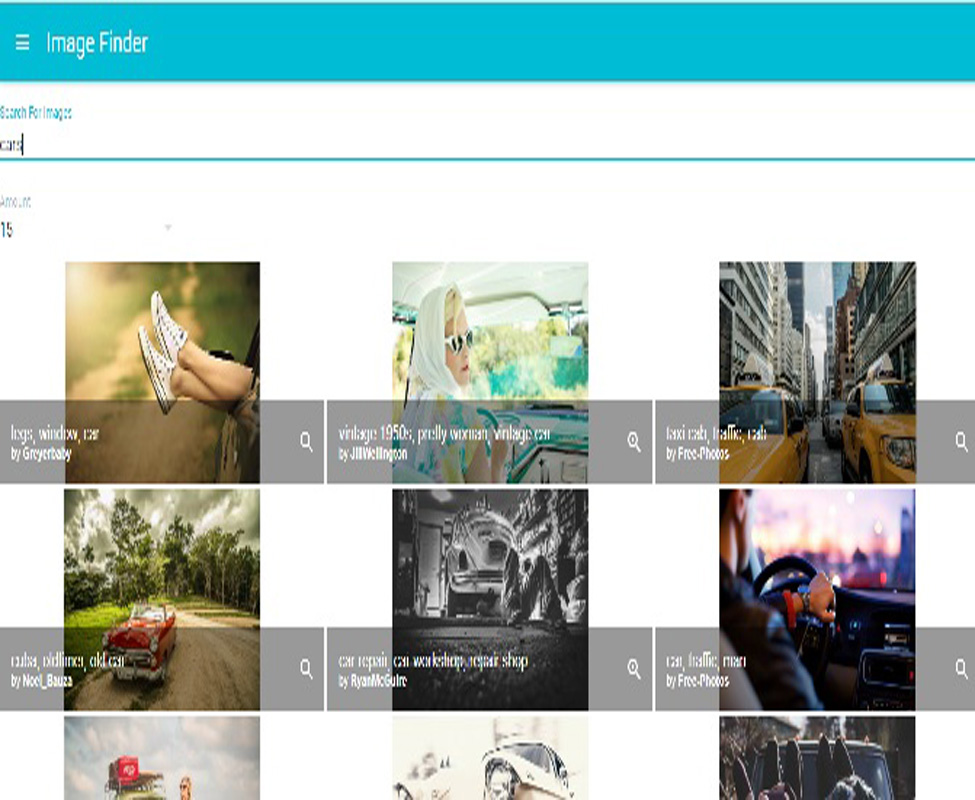 Image Finder
Search For Images
cars
Amount
15
legs, window, car
by Greyerbaby
vintage 1950s, pretty woman, vintage car
by JillWellington
taxi cab, traffic, cab
by Free-Photos
cuba, oldtimer, old car
by Noel_Bauza
car repair, car workshop, repair shop
by RyanMcGuire
car, traffic, man
by Free-Photos